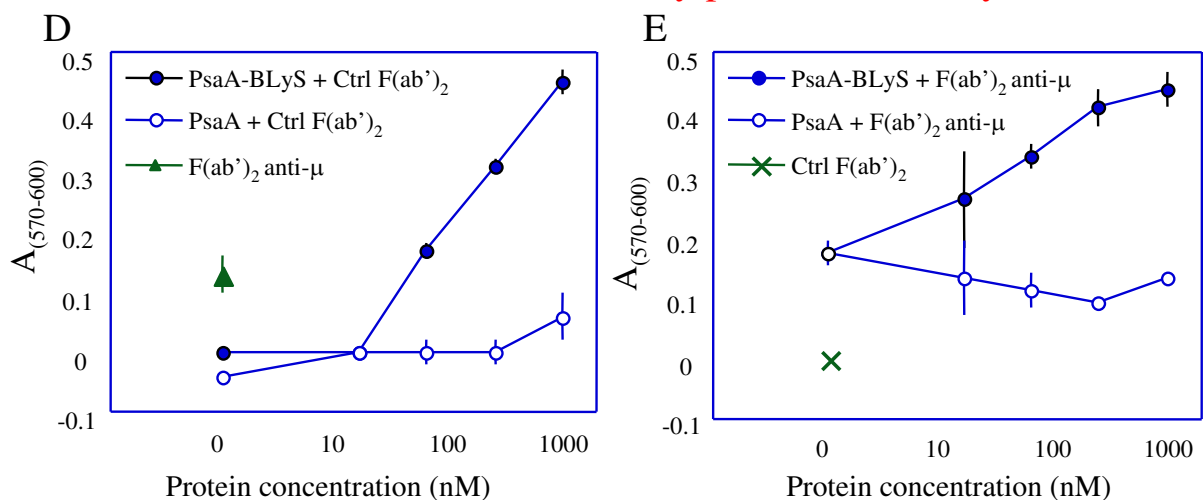 D
0.5
0.4
0.3
0.2
0.1
0
-0.1
A(570-600)
PsaA-BLyS + Ctrl F(ab’)2
PsaA + Ctrl F(ab’)2
F(ab’)2 anti-μ
0 10 100 1000
Protein concentration (nM)
E
0.5
0.4
0.3
0.2
0.1
0
-0.1
A(570-600)
PsaA-BLyS + F(ab’)2 anti-μ
PsaA + F(ab’)2 anti-μ
Ctrl F(ab’)2
0 10 100 1000
Protein concentration (nM)